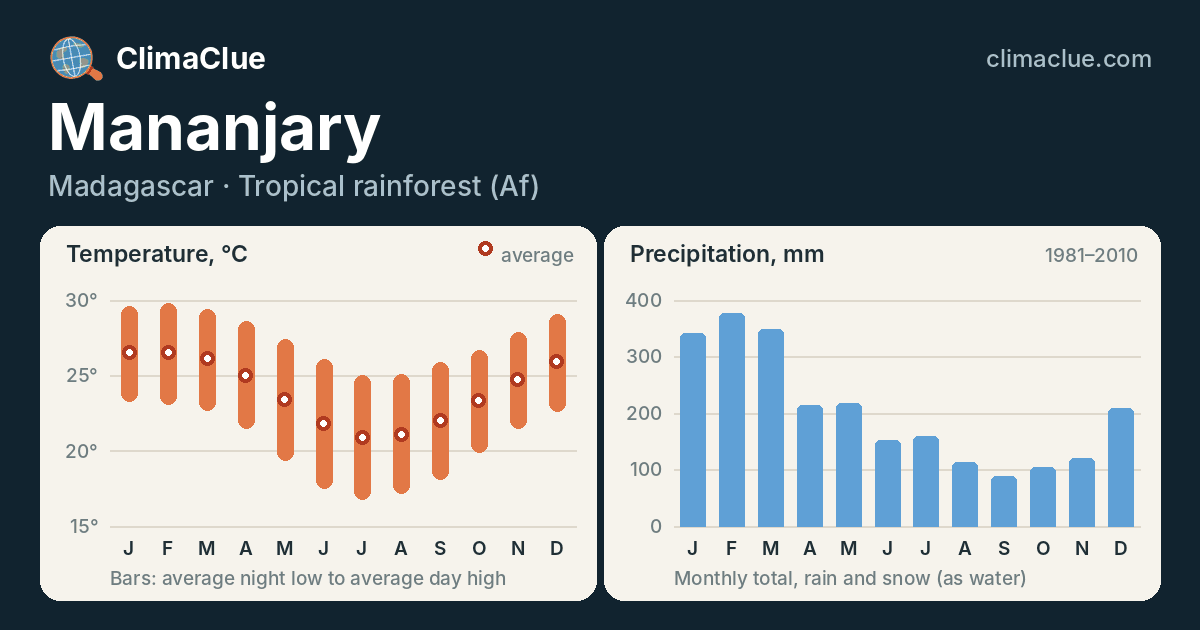 ClimaClue
climaclue.com
Mananjary
Madagascar · Tropical rainforest (Af)
Temperature, °C
average
30°
25°
20°
15°
J F M A M J J A S O N D
Bars: average night low to average day high
Precipitation, mm
1981–2010
400
300
200
100
0
J F M A M J J A S O N D
Monthly total, rain and snow (as water)